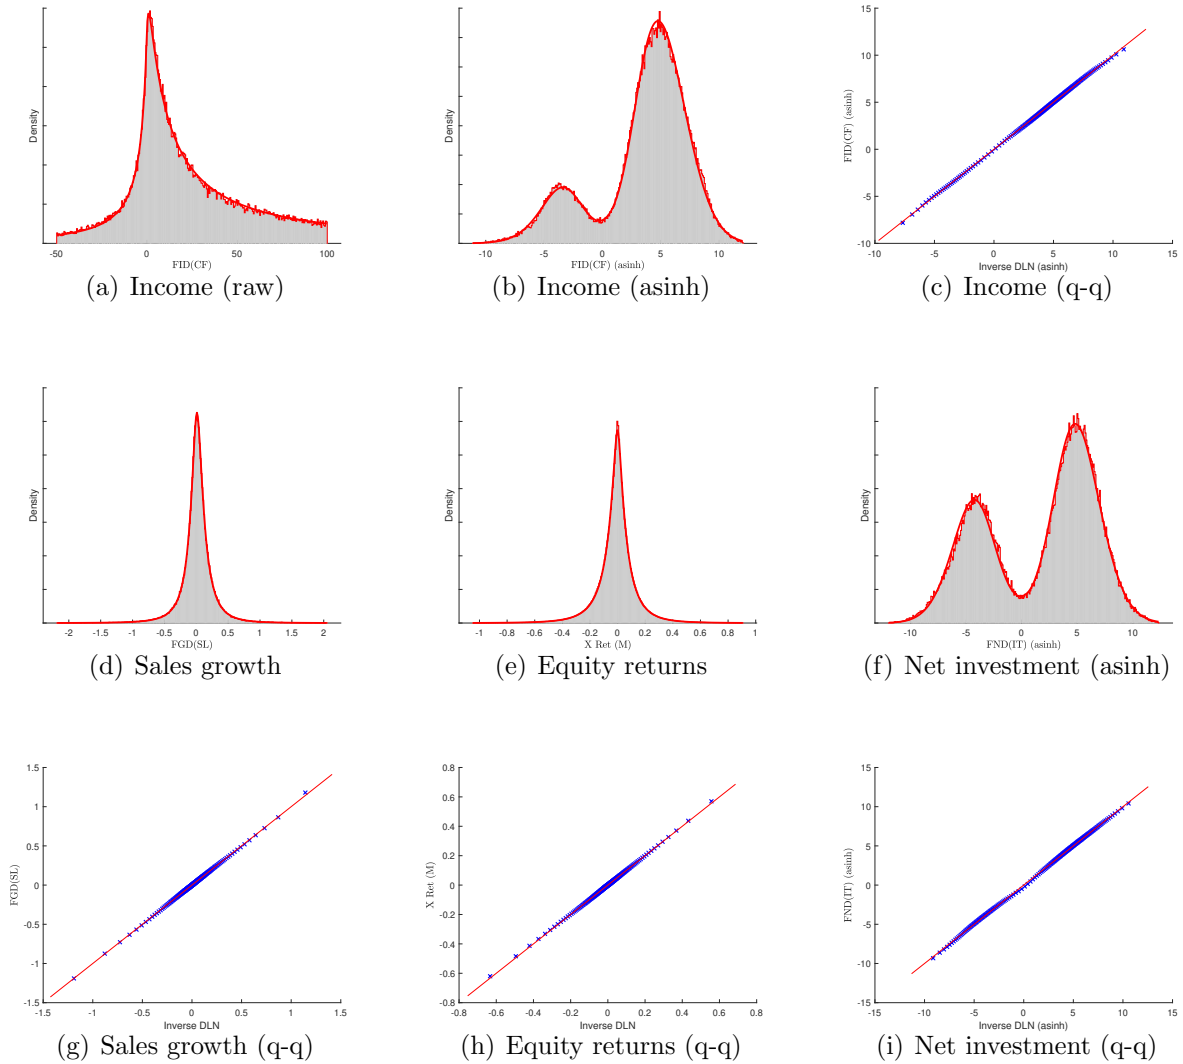 Density
-50 0 50 100
FID(CF)
(a) Income (raw)
Density
-10 -5 0 5 10
FID(CF) (asinh)
(b) Income (asinh)
FID(CF) (asinh)
15
10
5
0
-5
-10
-10 -5 0 5 10 15
Inverse DLN (asinh)
(c) Income (q-q)
Density
-2 -1.5 -1 -0.5 0 0.5 1 1.5 2
FGD(SL)
(d) Sales growth
Density
-1 -0.8 -0.6 -0.4 -0.2 0 0.2 0.4 0.6 0.8 1
X Ret (M)
(e) Equity returns
Density
-10 -5 0 5 10
FND(IT) (asinh)
(f) Net investment (asinh)
FGD(SL)
1.5
1
0.5
0
-0.5
-1
-1.5
-1.5 -1 -0.5 0 0.5 1 1.5
Inverse DLN
(g) Sales growth (q-q)
X Ret (M)
0.8
0.6
0.4
0.2
0
-0.2
-0.4
-0.6
-0.8
-0.8 -0.6 -0.4 -0.2 0 0.2 0.4 0.6 0.8
Inverse DLN
(h) Equity returns (q-q)
FND(IT) (asinh)
15
10
5
0
-5
-10
-15
-15 -10 -5 0 5 10 15
Inverse DLN (asinh)
(i) Net investment (q-q)